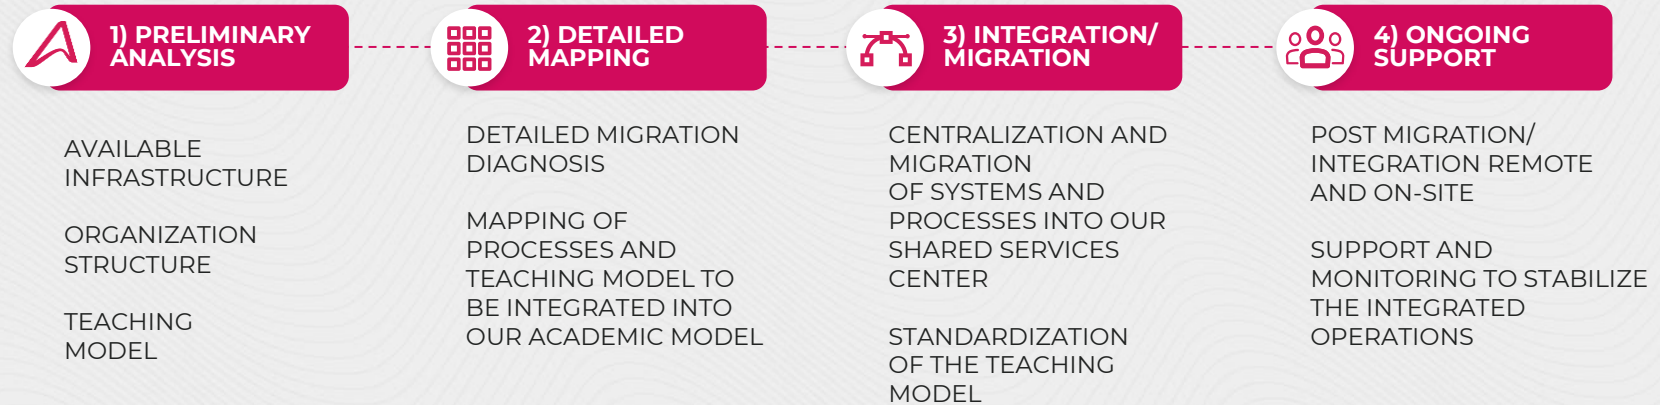 1) PRELIMINARY
ANALYSIS
AVAILABLE
INFRASTRUCTURE
ORGANIZATION
STRUCTURE
TEACHING
MODEL
2) DETAILED
MAPPING
DETAILED MIGRATION
DIAGNOSIS
MAPPING OF
PROCESSES AND
TEACHING MODEL TO
BE INTEGRATED INTO
OUR ACADEMIC MODEL
3) INTEGRATION/
MIGRATION
CENTRALIZATION AND
MIGRATION
OF SYSTEMS AND
PROCESSES INTO OUR
SHARED SERVICES
CENTER
STANDARDIZATION
OF THE TEACHING
MODEL
4) ONGOING
SUPPORT
POST MIGRATION/
INTEGRATION REMOTE
AND ON-SITE
SUPPORT AND
MONITORING TO STABILIZE
THE INTEGRATED
OPERATIONS